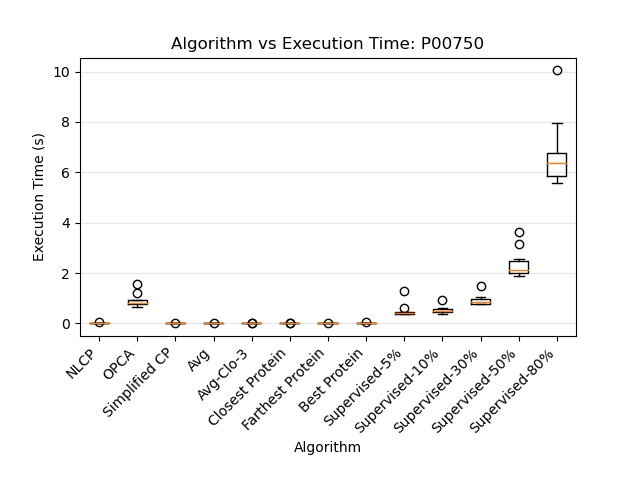 Algorithm vs Execution Time: P00750
Execution Time (s)
10
8
6
4
2
0
NLCP
OPCA
Simplified CP
Avg
Avg-Clo-3
Closest Protein
Farthest Protein
Best Protein
Supervised-5%
Supervised-10%
Supervised-30%
Supervised-50%
Supervised-80%
Algorithm